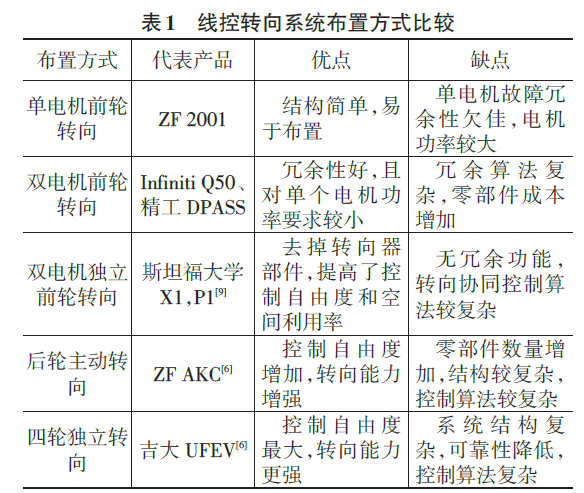 表1 线控转向系统布置方式比较
布置方式 代表产品 优点 缺点
单电机前轮
转向
ZF 2001
结构简单,易
于布置
单电机故障冗
余性欠佳,电机
功率较大
双电机前轮
转向
Infiniti Q50、
精工 DPASS
冗余性好,且
对单个电机功
率要求较小
冗余算法复
杂,零部件成本
增加
双电机独立
前轮转向
斯坦福大学
X1,P1[9]
去掉转向器
部件,提高了控
制自由度和空
间利用率
无冗余功能,
转向协同控制算
法较复杂
后轮主动转
向
ZF AKC[6]
控制自由度
增加,转向能力
增强
零部件数量增
加,结构较复杂,
控制算法较复杂
四轮独立转
向
吉大 UFEV[6]
控制自由度
最大,转向能力
更强
系统结构复
杂,可靠性降低,
控制算法复杂